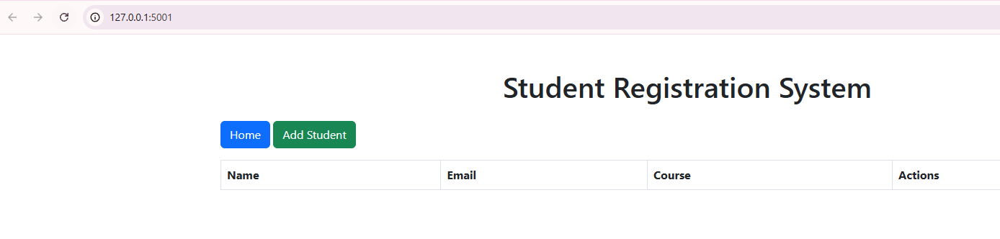 127.0.0.1:5001
Student Registration System
Home Add Student
Name Email Course Actions